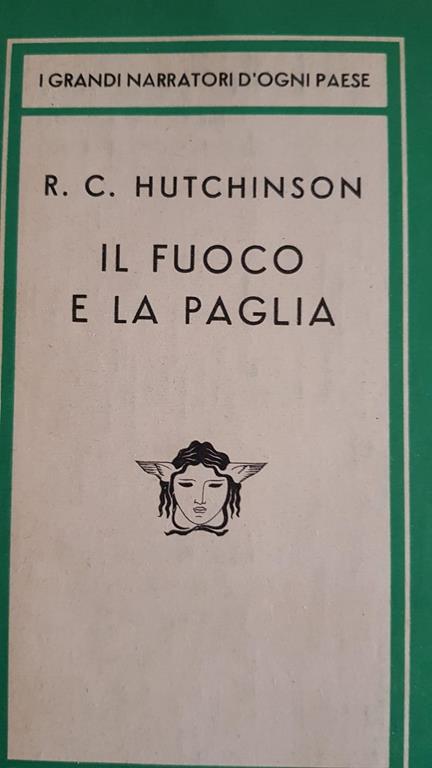 I GRANDI NARRATORI D'OGNI PAESE
R. C. HUTCHINSON
IL FUOCO
E LA PAGLIA